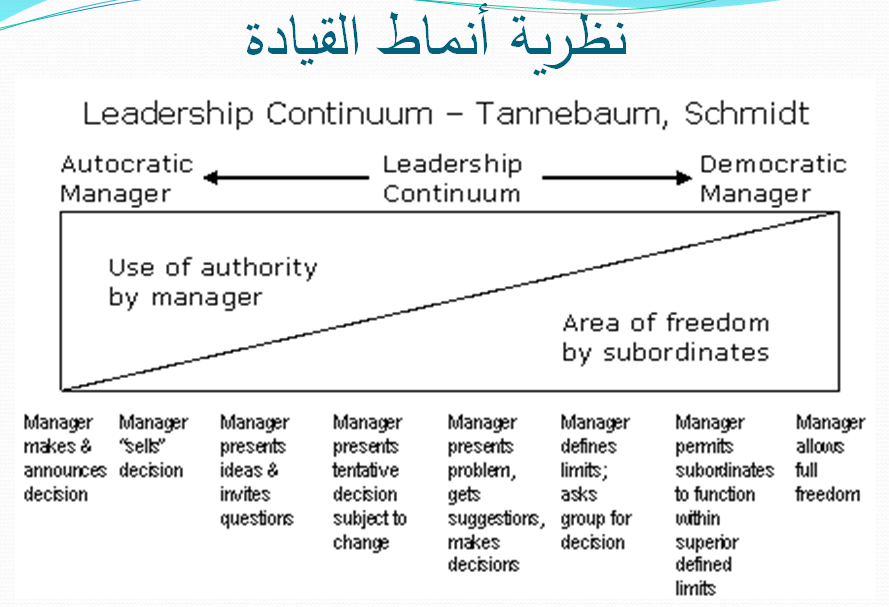 نظرية أنماط القيادة
Leadership Continuum – Tannebaum, Schmidt
Autocratic
Manager
Leadership
Continuum
Democratic
Manager
Use of authority
by manager
Area of freedom
by subordinates
Manager
makes &
announces
decision
Manager
"sells"
decision
Manager
presents
ideas &
invites
questions
Manager
presents
tentative
decision
subject to
change
Manager
presents
problem,
gets
suggestions,
makes
decisions
Manager
defines
limits;
asks
group for
decision
Manager
permits
subordinates
to function
within
superior
defined
limits
Manager
allows
full
freedom